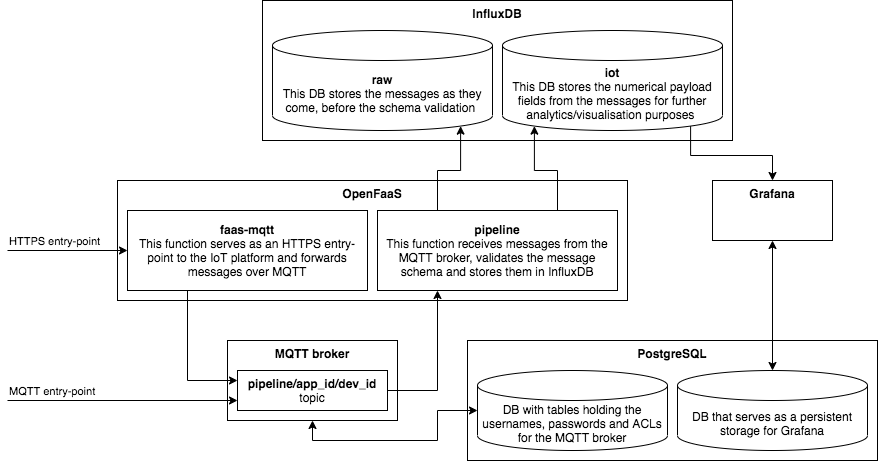 InfluxDB
raw
This DB stores the messages as they
come, before the schema validation
iot
This DB stores the numerical payload
fields from the messages for further
analytics/visualisation purposes
OpenFaaS
Grafana
HTTPS entry-point
faas-mqtt
This function serves as an HTTPS entry-
point to the IoT platform and forwards
messages over MQTT
pipeline
This function receives messages from the
MQTT broker, validates the message
schema and stores them in InfluxDB
MQTT broker
PostgreSQL
MQTT entry-point
pipeline/app_id/dev_id
topic
DB with tables holding the
usernames, passwords and ACLs
for the MQTT broker
DB that serves as a persistent
storage for Grafana